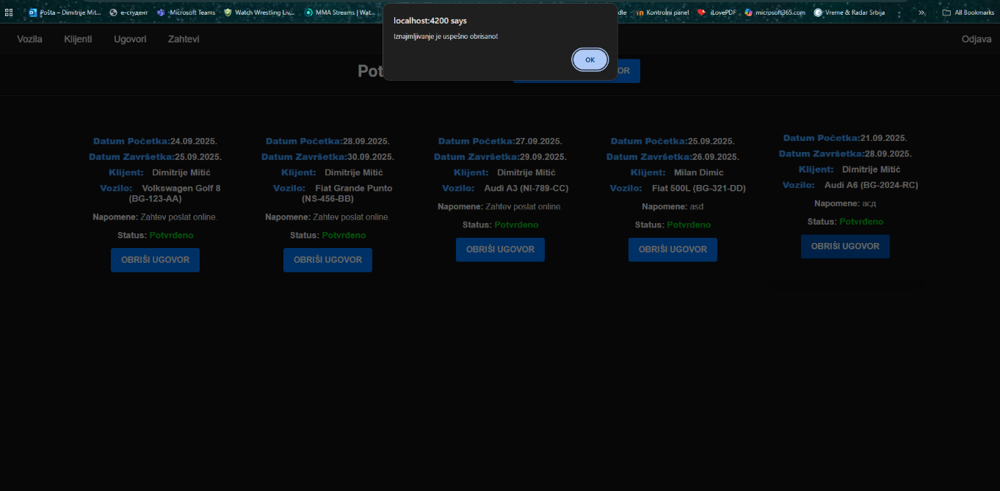 Pošta – Dimitrije Mit... е-студент Microsoft Teams Watch Wrestling Liv... MMA Streams | Wat... dle Kontrolni panel iLovePDF microsoft365.com Vreme & Radar Srbija » All Bookmarks
localhost:4200 says
Iznajmljivanje je uspešno obrisano!
OK
Vozila Klijenti Ugovori Zahtevi Odjava
Pot OR
Datum Početka:24.09.2025.
Datum Završetka:25.09.2025.
Klijent: Dimitrije Mitić
Vozilo: Volkswagen Golf 8
(BG-123-AA)
Napomene: Zahtev poslat online.
Status: Potvrđeno
OBRIŠI UGOVOR
Datum Početka:28.09.2025.
Datum Završetka:30.09.2025.
Klijent: Dimitrije Mitić
Vozilo: Fiat Grande Punto
(NS-456-BB)
Napomene: Zahtev poslat online.
Status: Potvrđeno
OBRIŠI UGOVOR
Datum Početka:27.09.2025.
Datum Završetka:29.09.2025.
Klijent: Dimitrije Mitić
Vozilo: Audi A3 (NI-789-CC)
Napomene: Zahtev poslat online.
Status: Potvrđeno
OBRIŠI UGOVOR
Datum Početka:25.09.2025.
Datum Završetka:26.09.2025.
Klijent: Milan Dimic
Vozilo: Fiat 500L (BG-321-DD)
Napomene: asd
Status: Potvrđeno
OBRIŠI UGOVOR
Datum Početka:21.09.2025.
Datum Završetka:28.09.2025.
Klijent: Dimitrije Mitić
Vozilo: Audi A6 (BG-2024-RC)
Napomene: асд
Status: Potvrđeno
OBRIŠI UGOVOR